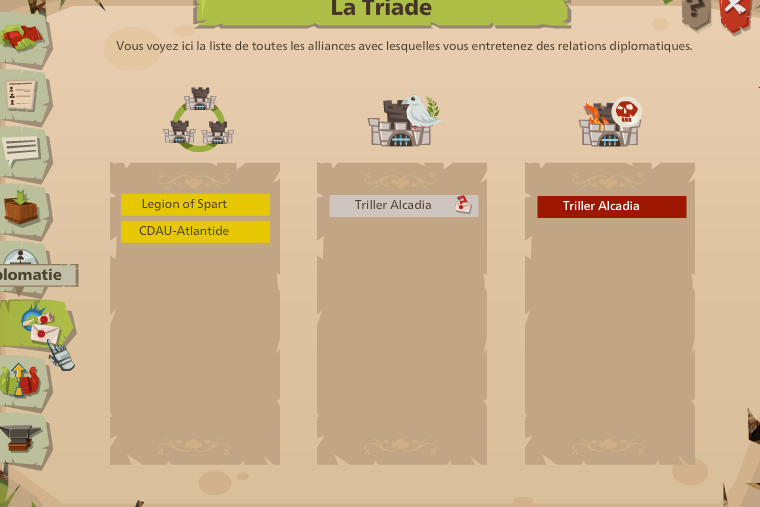 La Triade
Vous voyez ici la liste de toutes les alliances avec lesquelles vous entretenez des relations diplomatiques.
Legion of Spart
Triller Alcadia
Triller Alcadia
CDAU-Atlantide
plomatie